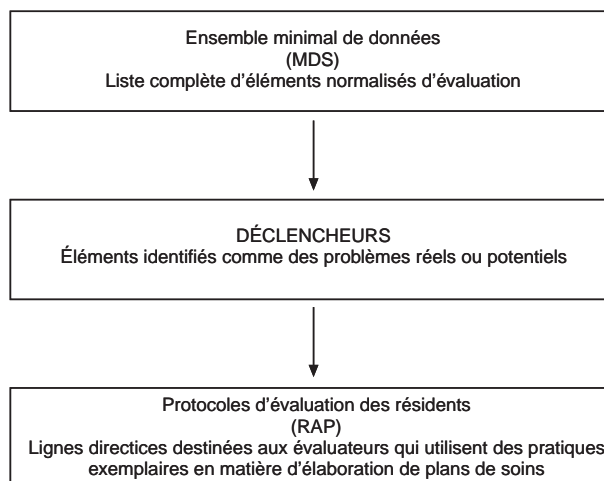 Ensemble minimal de données
(MDS)
Liste complète d'éléments normalisés d'évaluation
DÉCLENCHEURS
Éléments identifiés comme des problèmes réels ou potentiels
Protocoles d'évaluation des résidents
(RAP)
Lignes directices destinées aux évaluateurs qui utilisent des pratiques
exemplaires en matière d'élaboration de plans de soins